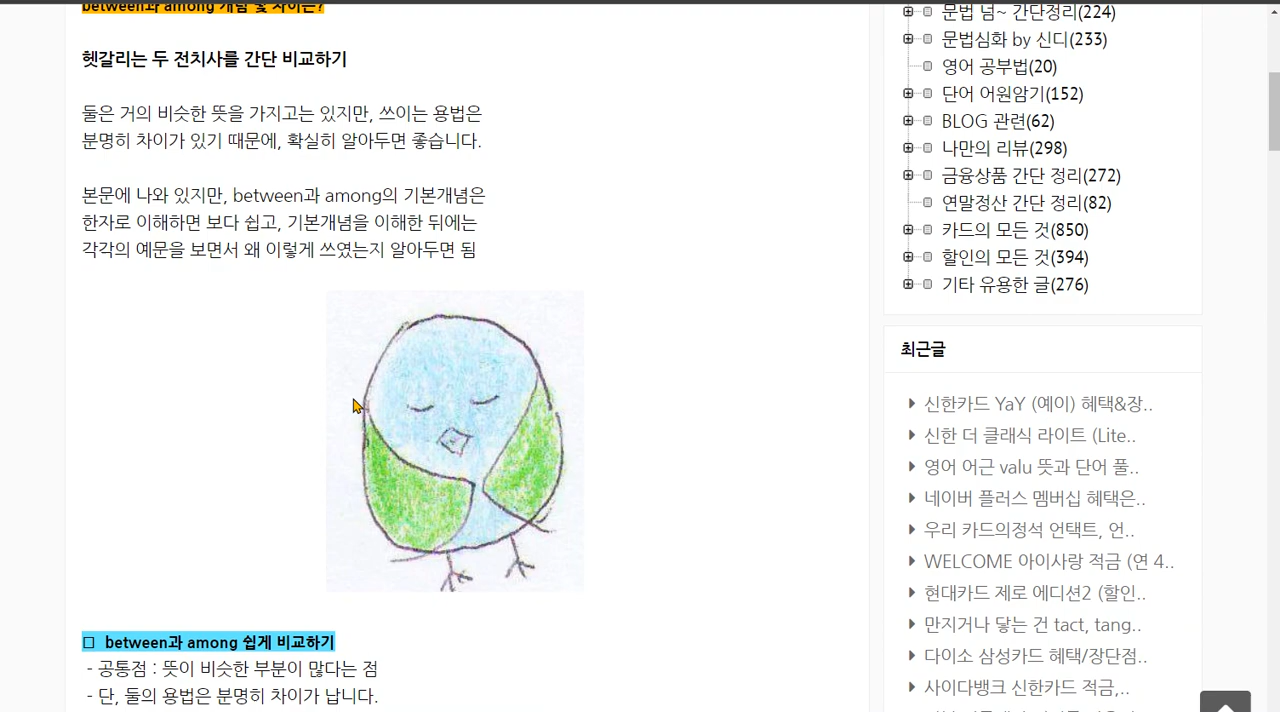 between과 among 개념 및 차이는?
헷갈리는 두 전치사를 간단 비교하기
둘은 거의 비슷한 뜻을 가지고는 있지만, 쓰이는 용법은
분명히 차이가 있기 때문에, 확실히 알아두면 좋습니다.
본문에 나와 있지만, between과 among의 기본개념은
한자로 이해하면 보다 쉽고, 기본개념을 이해한 뒤에는
각각의 예문을 보면서 왜 이렇게 쓰였는지 알아두면 됨
between과 among 쉽게 비교하기
- 공통점 : 뜻이 비슷한 부분이 많다는 점
- 단, 둘의 용법은 분명히 차이가 납니다.
문법 넘~ 간단정리(224)
문법심화 by 신디(233)
영어 공부법(20)
단어 어원암기(152)
BLOG 관련(62)
나만의 리뷰(298)
금융상품 간단 정리(272)
연말정산 간단 정리(82)
카드의 모든 것(850)
할인의 모든 것(394)
기타 유용한 글(276)
최근글
신한카드 YaY (예이) 혜택&장..
신한 더 클래식 라이트 (Lite..
영어 어근 valu 뜻과 단어 풀..
네이버 플러스 멤버십 혜택은..
우리 카드의정석 언택트, 언..
WELCOME 아이사랑 적금 (연 4..
현대카드 제로 에디션2 (할인..
만지거나 닿는 건 tact, tang..
다이소 삼성카드 혜택/장단점..
사이다뱅크 신한카드 적금,..